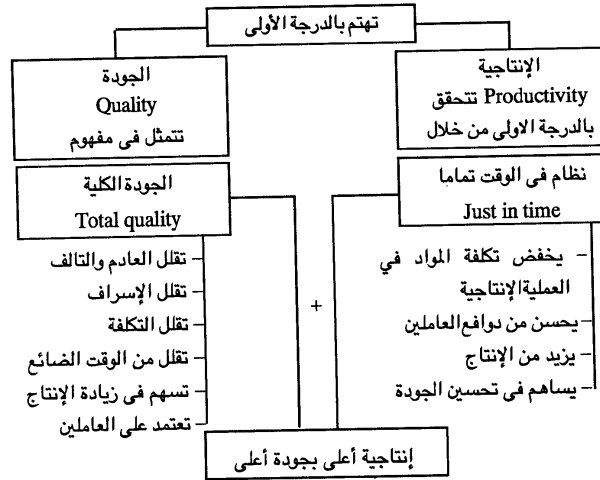 تهتم بالدرجة الأولى
الإنتاجية
Productivity تتحقق
بالدرجة الاولى من خلال
نظام فى الوقت تماما
Just in time
– يخفض تكلفة المواد في
العملية الإنتاجية
– يحسن من دوافع العاملين
– يزيد من الإنتاج
– يساهم فى تحسين الجودة
الجودة
Quality
تتمثل فى مفهوم
الجودة الكلية
Total quality
– تقلل العادم والتالف
– تقلل الإسراف
– تقلل التكلفة
– تقلل من الوقت الضائع
– تسهم فى زيادة الإنتاج
– تعتمد على العاملين
+
إنتاجية أعلى بجودة أعلى